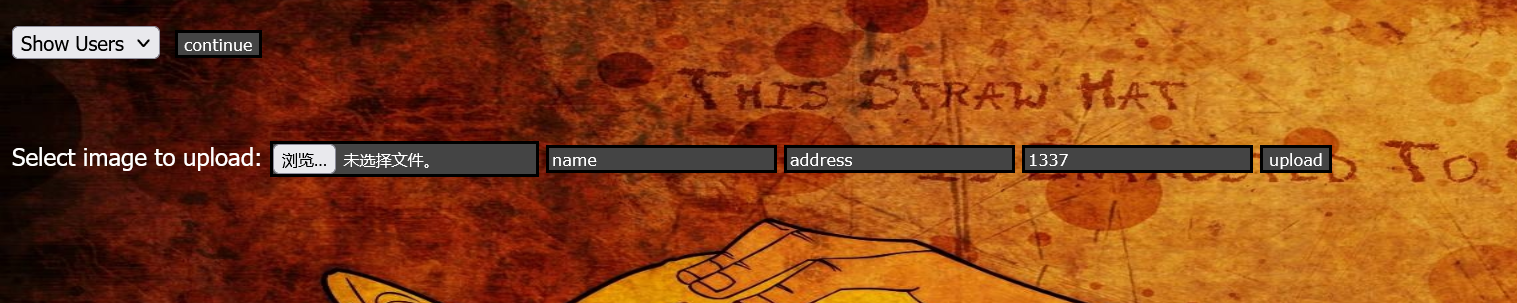 Show Users continue
THIS STRAW HAT
Select image to upload: 浏览... 未选择文件。 name address 1337 upload
TO